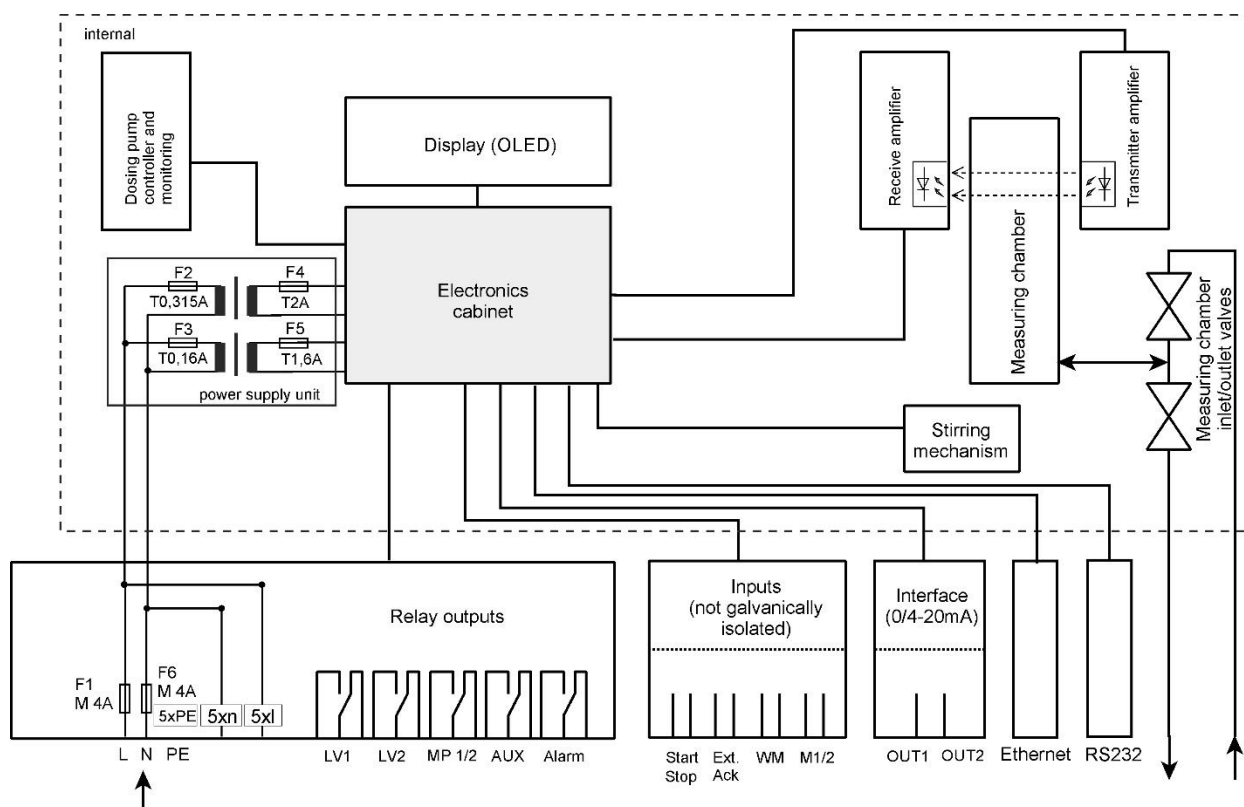 internal
Dosing pump
controller and
monitoring
Display (OLED)
Receive amplifier
Measuring chamber
Transmitter amplifier
F2
T0,315A
F4
T2A
F3
T0,16A
F5
T1,6A
power supply unit
Electronics
cabinet
Measuring chamber
inlet/outlet valves
Stirring
mechanism
Relay outputs
F1
M 4A
F6
M 4A
5xPE
5xn
5xl
L
N
PE
LV1
LV2
MP 1/2
AUX
Alarm
Inputs
(not galvanically
isolated)
Start
Stop
Ext.
Ack
WM
M1/2
Interface
(0/4-20mA)
OUT1
OUT2
Ethernet
RS232